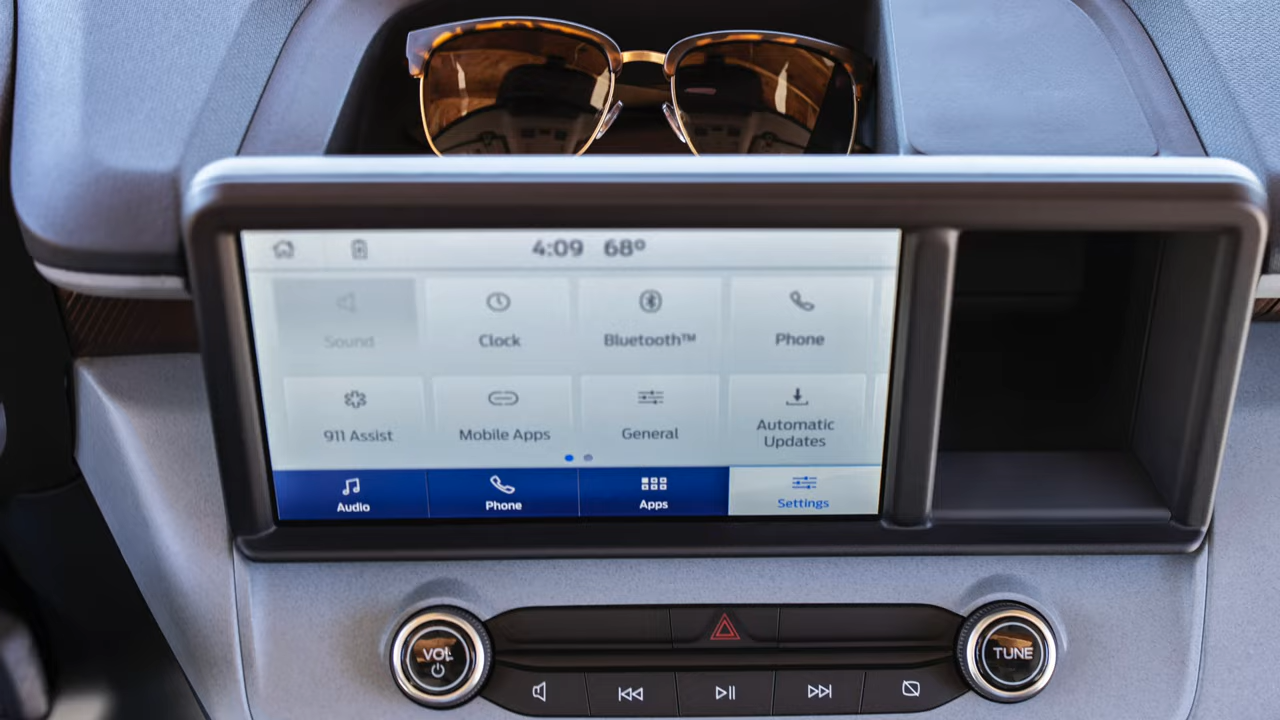 4:09 68°
Sound Clock Bluetooth™ Phone
911 Assist Mobile Apps General Automatic Updates
Audio Phone Apps Settings
VOL TUNE